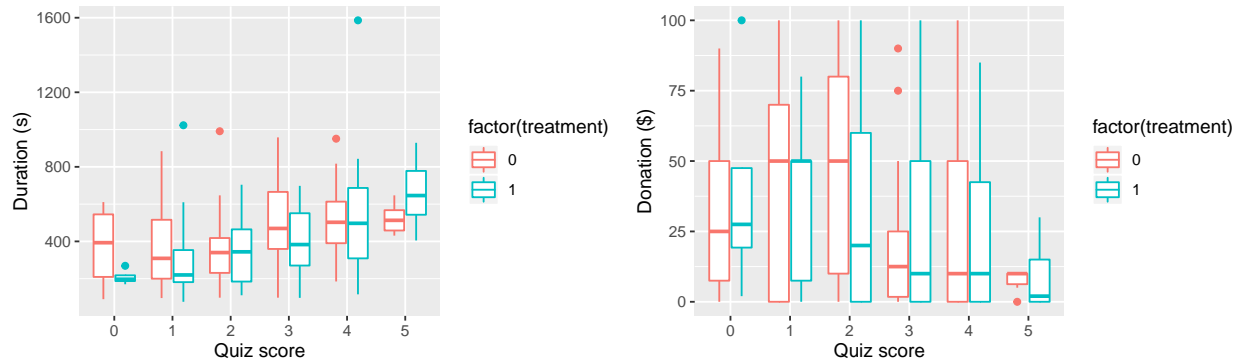 1600
1200
800
400
Duration (s)
0 1 2 3 4 5
Quiz score
factor(treatment)
0
1
100
75
50
25
0
Donation ($)
0 1 2 3 4 5
Quiz score
factor(treatment)
0
1